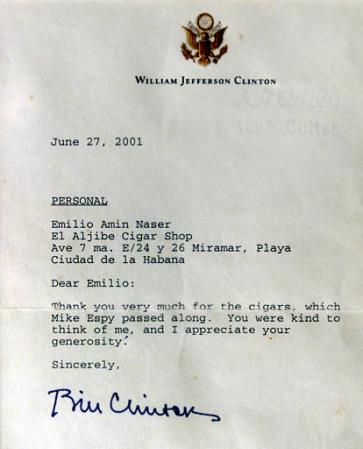 WILLIAM JEFFERSON CLINTON
June 27, 2001
PERSONAL
Emilio Amin Naser
El Aljibe Cigar Shop
Ave 7 ma. E/24 y 26 Miramar, Playa
Ciudad de la Habana
Dear Emilio:
Thank you very much for the cigars, which
Mike Espy passed along.  You were kind to
think of me, and I appreciate your
generosity.
Sincerely,
Bill Clinton